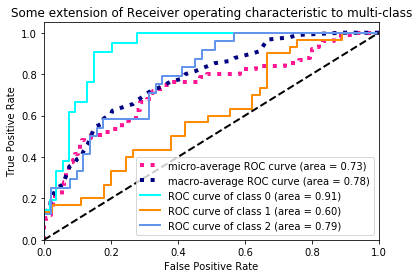 Some extension of Receiver operating characteristic to multi-class
1.0
0.8
0.6
0.4
0.2
0.0
True Positive Rate
micro-average ROC curve (area = 0.73)
macro-average ROC curve (area = 0.78)
ROC curve of class 0 (area = 0.91)
ROC curve of class 1 (area = 0.60)
ROC curve of class 2 (area = 0.79)
0.0 0.2 0.4 0.6 0.8 1.0
False Positive Rate